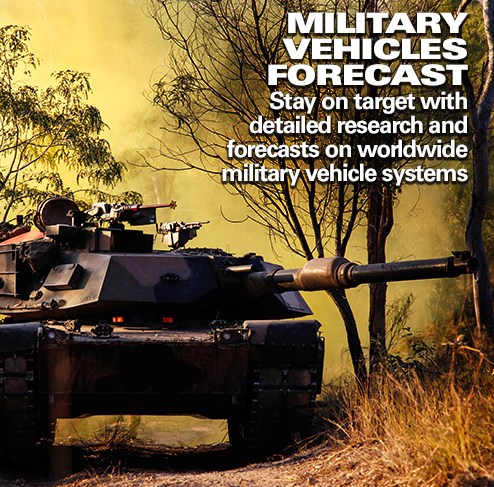 MILITARY
VEHICLES
FORECAST
Stay on target with
detailed research and
forecasts on worldwide
military vehicle systems